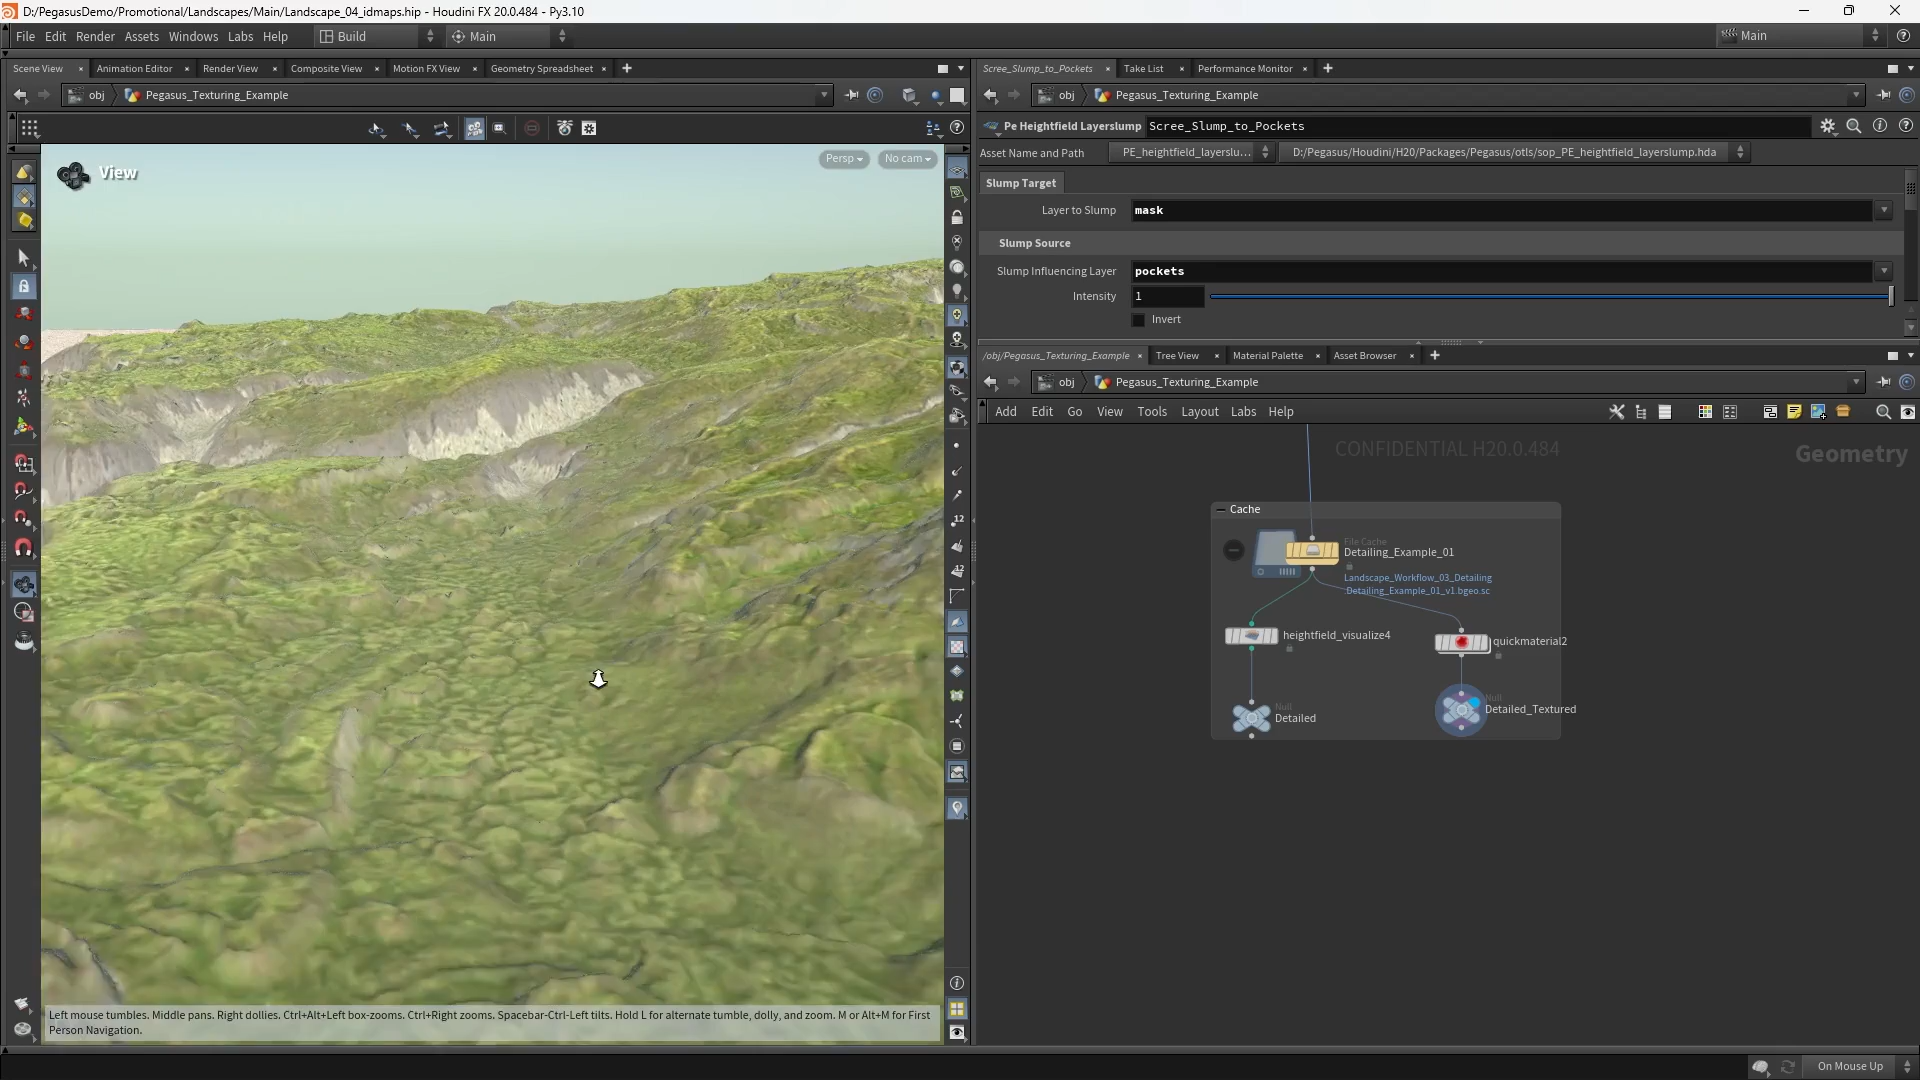 D:/PegasusDemo/Promotional/Landscapes/Main/Landscape_04_idmaps.hip - Houdini FX 20.0.484 - Py3.10
File Edit Render Assets Windows Labs Help Build Main Main
Scene View Animation Editor Render View Composite View Motion FX View Geometry Spreadsheet
obj Pegasus_Texturing_Example
View
Persp No cam
Left mouse tumbles. Middle pans. Right dollies. Ctrl+Alt+Left box-zooms. Ctrl+Right zooms. Spacebar-Ctrl-Left tilts. Hold L for alternate tumble, dolly, and zoom. M or Alt+M for First
Person Navigation.
12
12
Scree_Slump_to_Pockets Take List Performance Monitor
obj Pegasus_Texturing_Example
Pe Heightfield Layerslump Scree_Slump_to_Pockets
Asset Name and Path PE_heightfield_layerslu... D:/Pegasus/Houdini/H20/Packages/Pegasus/otls/sop_PE_heightfield_layerslump.hda
Slump Target
Layer to Slump mask
Slump Source
Slump Influencing Layer pockets
Intensity 1
Invert
/obj/Pegasus_Texturing_Example Tree View Material Palette Asset Browser
obj Pegasus_Texturing_Example
Add Edit Go View Tools Layout Labs Help
CONFIDENTIAL H20.0.484
Geometry
Cache
File Cache
Detailing_Example_01
Landscape_Workflow_03_Detailing
Detailing_Example_01_v1.bgeo.sc
heightfield_visualize4
quickmaterial2
Null
Detailed
Null
Detailed_Textured
On Mouse Up